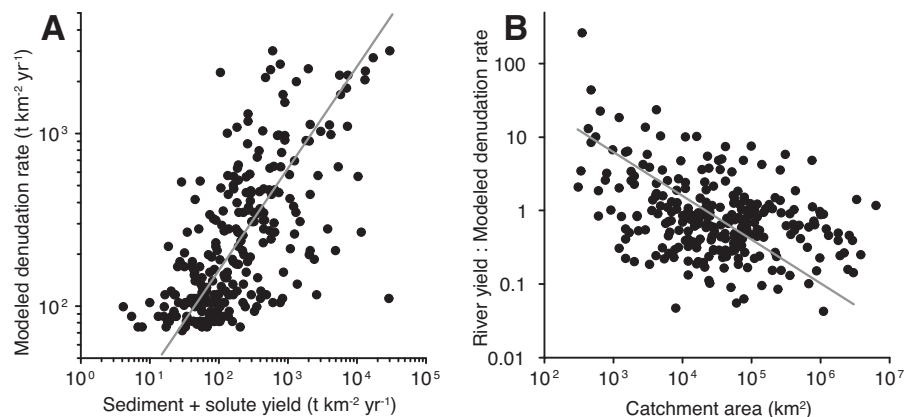 A
Modeled denudation rate (t km⁻² yr⁻¹)
10³
10²
10⁰ 10¹ 10² 10³ 10⁴ 10⁵
Sediment + solute yield (t km⁻² yr⁻¹)
B
River yield : Modeled denudation rate
100
10
1
0.1
0.01
10² 10³ 10⁴ 10⁵ 10⁶ 10⁷
Catchment area (km²)